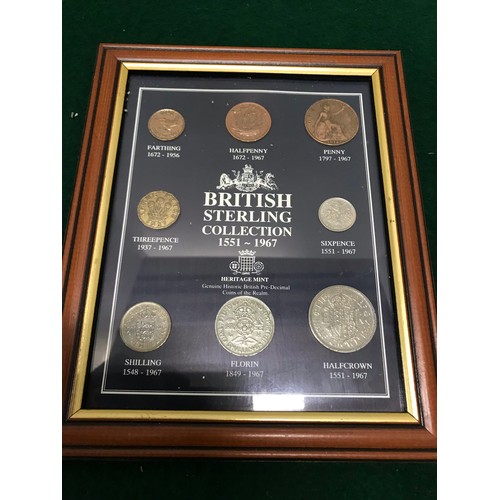 FARTHING
1672 - 1956
HALFPENNY
1672 - 1967
PENNY
1797 - 1967
BRITISH
STERLING
COLLECTION
1551 ~ 1967
THREEPENCE
1937 - 1967
SIXPENCE
1551 - 1967
HERITAGE MINT
Genuine Historic British Pre-Decimal
Coins of the Realm
SHILLING
1548 - 1967
FLORIN
1849 - 1967
HALFCROWN
1551 - 1967